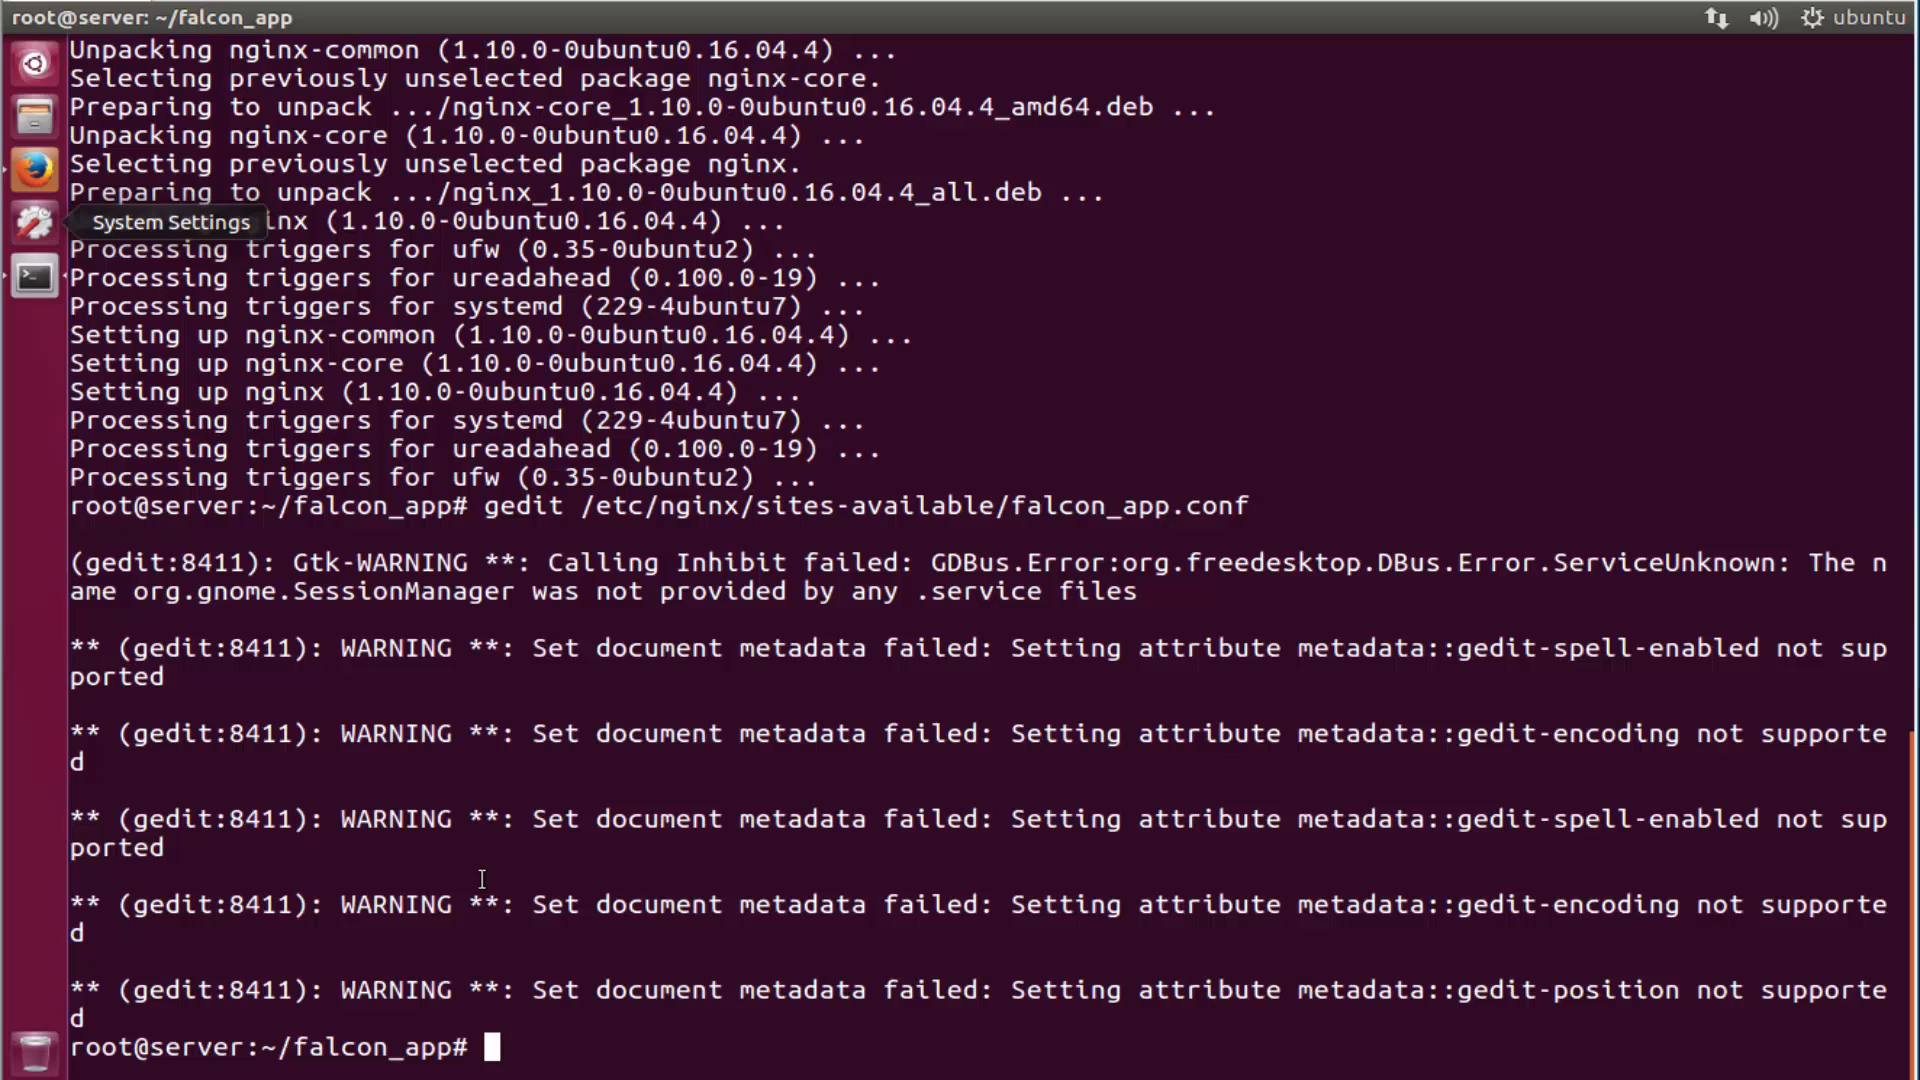 root@server: ~/falcon_app
ubuntu
Unpacking nginx-common (1.10.0-0ubuntu0.16.04.4) ...
Selecting previously unselected package nginx-core.
Preparing to unpack .../nginx-core_1.10.0-0ubuntu0.16.04.4_amd64.deb ...
Unpacking nginx-core (1.10.0-0ubuntu0.16.04.4) ...
Selecting previously unselected package nginx.
Preparing to unpack .../nginx_1.10.0-0ubuntu0.16.04.4_all.deb ...
System Settings
inx (1.10.0-0ubuntu0.16.04.4) ...
Processing triggers for ufw (0.35-0ubuntu2) ...
Processing triggers for ureadahead (0.100.0-19) ...
Processing triggers for systemd (229-4ubuntu7) ...
Setting up nginx-common (1.10.0-0ubuntu0.16.04.4) ...
Setting up nginx-core (1.10.0-0ubuntu0.16.04.4) ...
Setting up nginx (1.10.0-0ubuntu0.16.04.4) ...
Processing triggers for systemd (229-4ubuntu7) ...
Processing triggers for ureadahead (0.100.0-19) ...
Processing triggers for ufw (0.35-0ubuntu2) ...
root@server:~/falcon_app# gedit /etc/nginx/sites-available/falcon_app.conf
(gedit:8411): Gtk-WARNING **: Calling Inhibit failed: GDBus.Error:org.freedesktop.DBus.Error.ServiceUnknown: The n
ame org.gnome.SessionManager was not provided by any .service files
** (gedit:8411): WARNING **: Set document metadata failed: Setting attribute metadata::gedit-spell-enabled not sup
ported
** (gedit:8411): WARNING **: Set document metadata failed: Setting attribute metadata::gedit-encoding not supporte
d
** (gedit:8411): WARNING **: Set document metadata failed: Setting attribute metadata::gedit-spell-enabled not sup
ported
** (gedit:8411): WARNING **: Set document metadata failed: Setting attribute metadata::gedit-encoding not supporte
d
** (gedit:8411): WARNING **: Set document metadata failed: Setting attribute metadata::gedit-position not supporte
d
root@server:~/falcon_app#